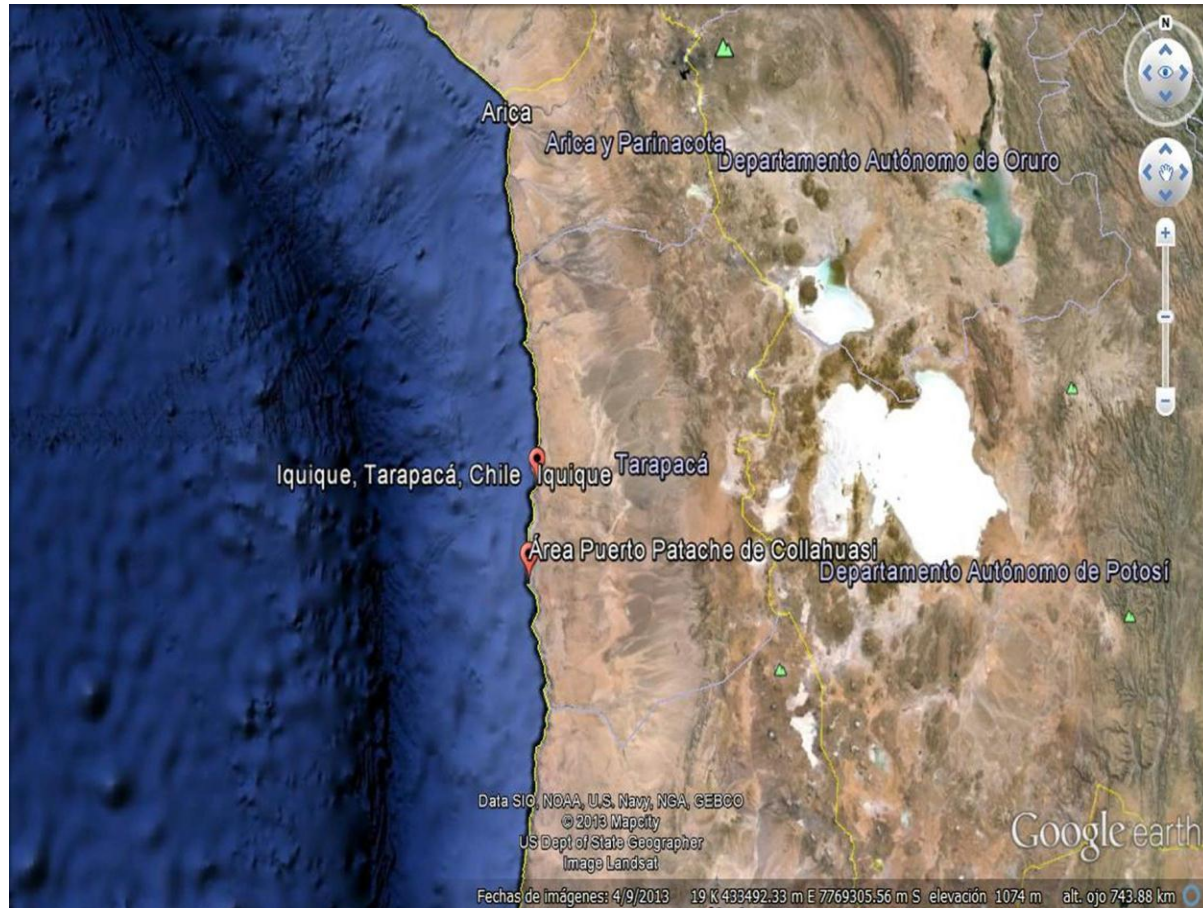 N
Arica
Arica y Parinacota
Departamento Autónomo de Oruro
Iquique, Tarapacá, Chile
Iquique
Tarapacá
Área Puerto Patache de Collahuasi
Departamento Autónomo de Potosí
Data SIO, NOAA, U.S. Navy, NGA, GEBCO
© 2013 Mapcity
US Dept of State Geographer
Image Landsat
Google earth
Fechas de imágenes: 4/9/2013 19 K 433492.33 m E 7769305.56 m S elevación 1074 m alt. ojo 743.88 km